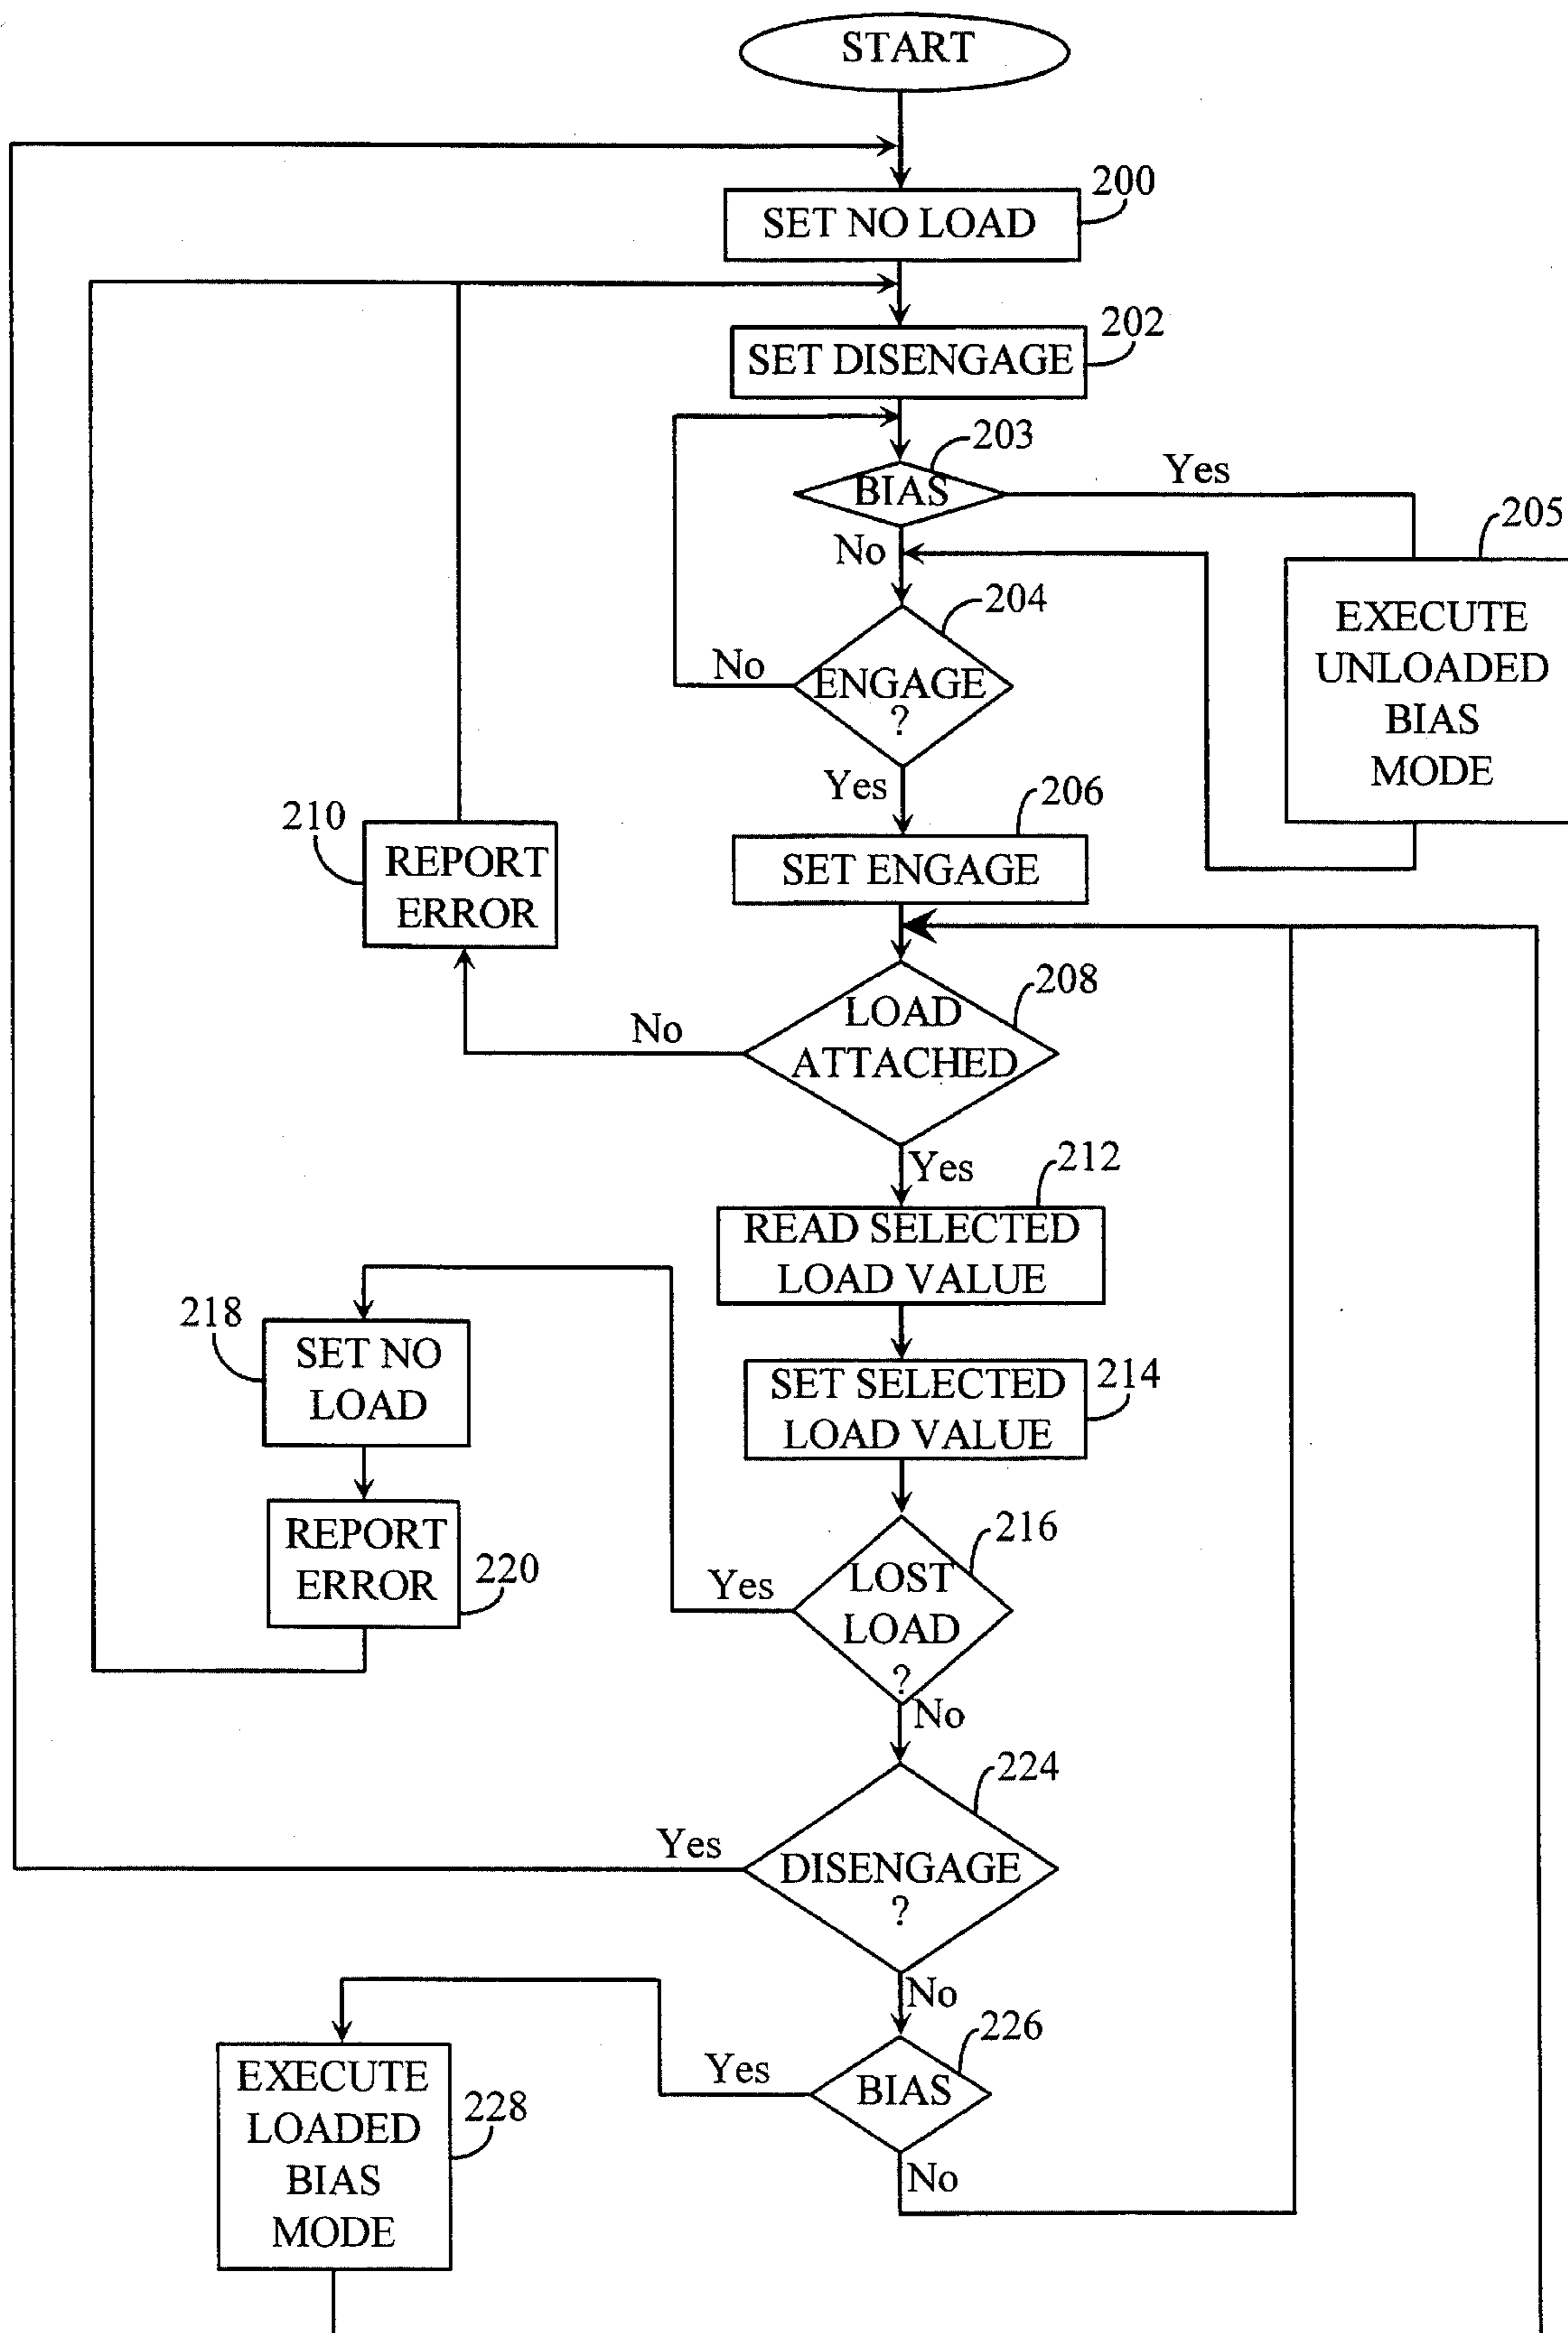 START
200
SET NO LOAD
202
SET DISENGAGE
203
BIAS
Yes
No
205
EXECUTE
UNLOADED
BIAS
MODE
204
ENGAGE
?
No
Yes
206
SET ENGAGE
210
REPORT
ERROR
208
LOAD
ATTACHED
No
Yes
212
READ SELECTED
LOAD VALUE
218
SET NO
LOAD
214
SET SELECTED
LOAD VALUE
REPORT
ERROR
220
216
LOST
LOAD
?
Yes
No
224
DISENGAGE
?
Yes
No
226
BIAS
Yes
No
EXECUTE
LOADED
BIAS
MODE
228